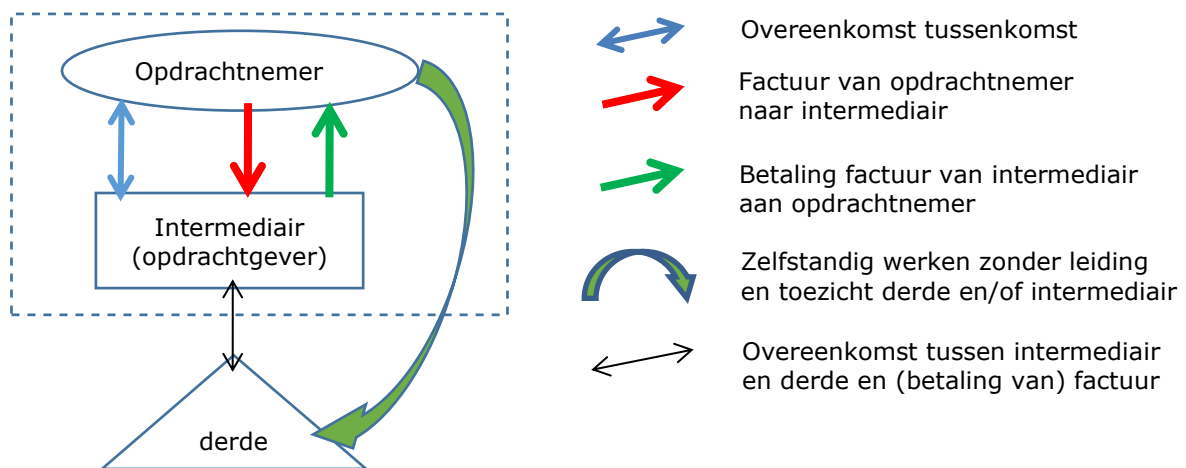 Opdrachtnemer
Intermediair
(opdrachtgever)
derde
Overeenkomst tussenkomst
Factuur van opdrachtnemer
naar intermediair
Betaling factuur van intermediair
aan opdrachtnemer
Zelfstandig werken zonder leiding
en toezicht derde en/of intermediair
Overeenkomst tussen intermediair
en derde en (betaling van) factuur